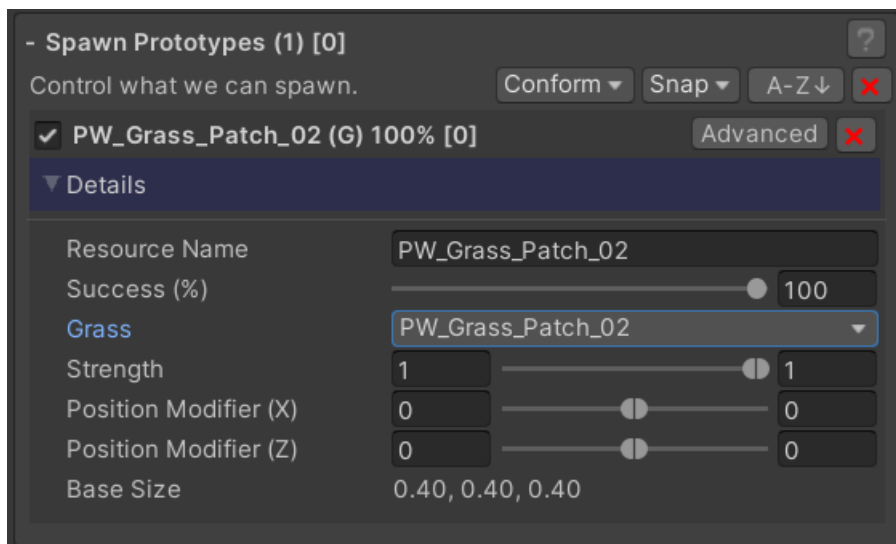 - Spawn Prototypes (1) [0] ?
Control what we can spawn. Conform Snap A-Z↓
PW_Grass_Patch_02 (G) 100% [0] Advanced
Details
Resource Name PW_Grass_Patch_02
Success (%) 100
Grass PW_Grass_Patch_02
Strength 1 1
Position Modifier (X) 0 0
Position Modifier (Z) 0 0
Base Size 0.40, 0.40, 0.40